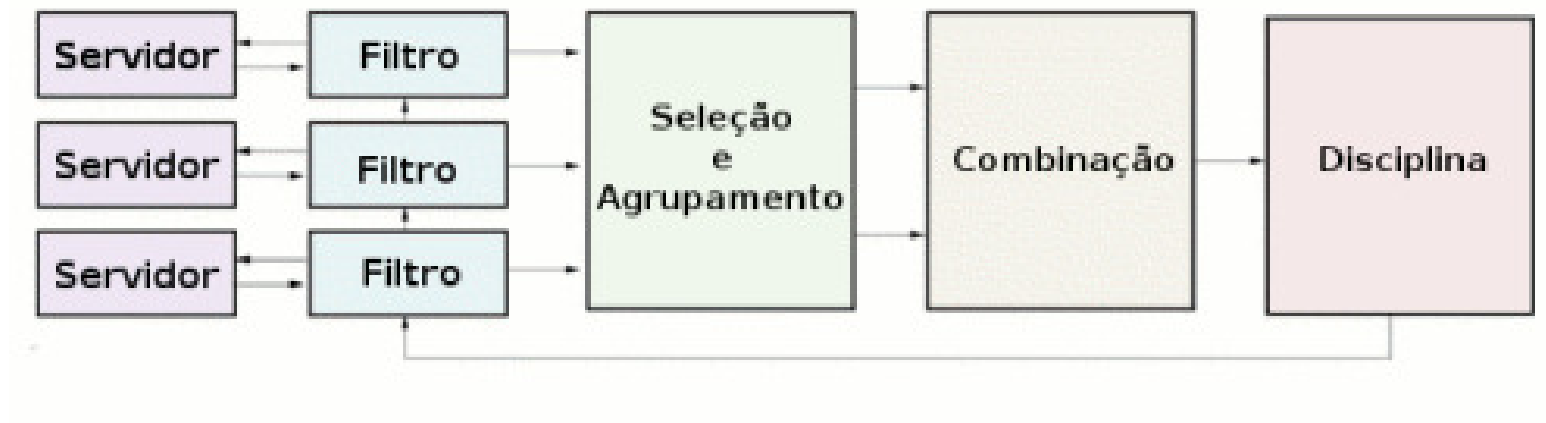 Servidor
Filtro
Servidor
Filtro
Servidor
Filtro
Seleção
e
Agrupamento
Combinação
Disciplina